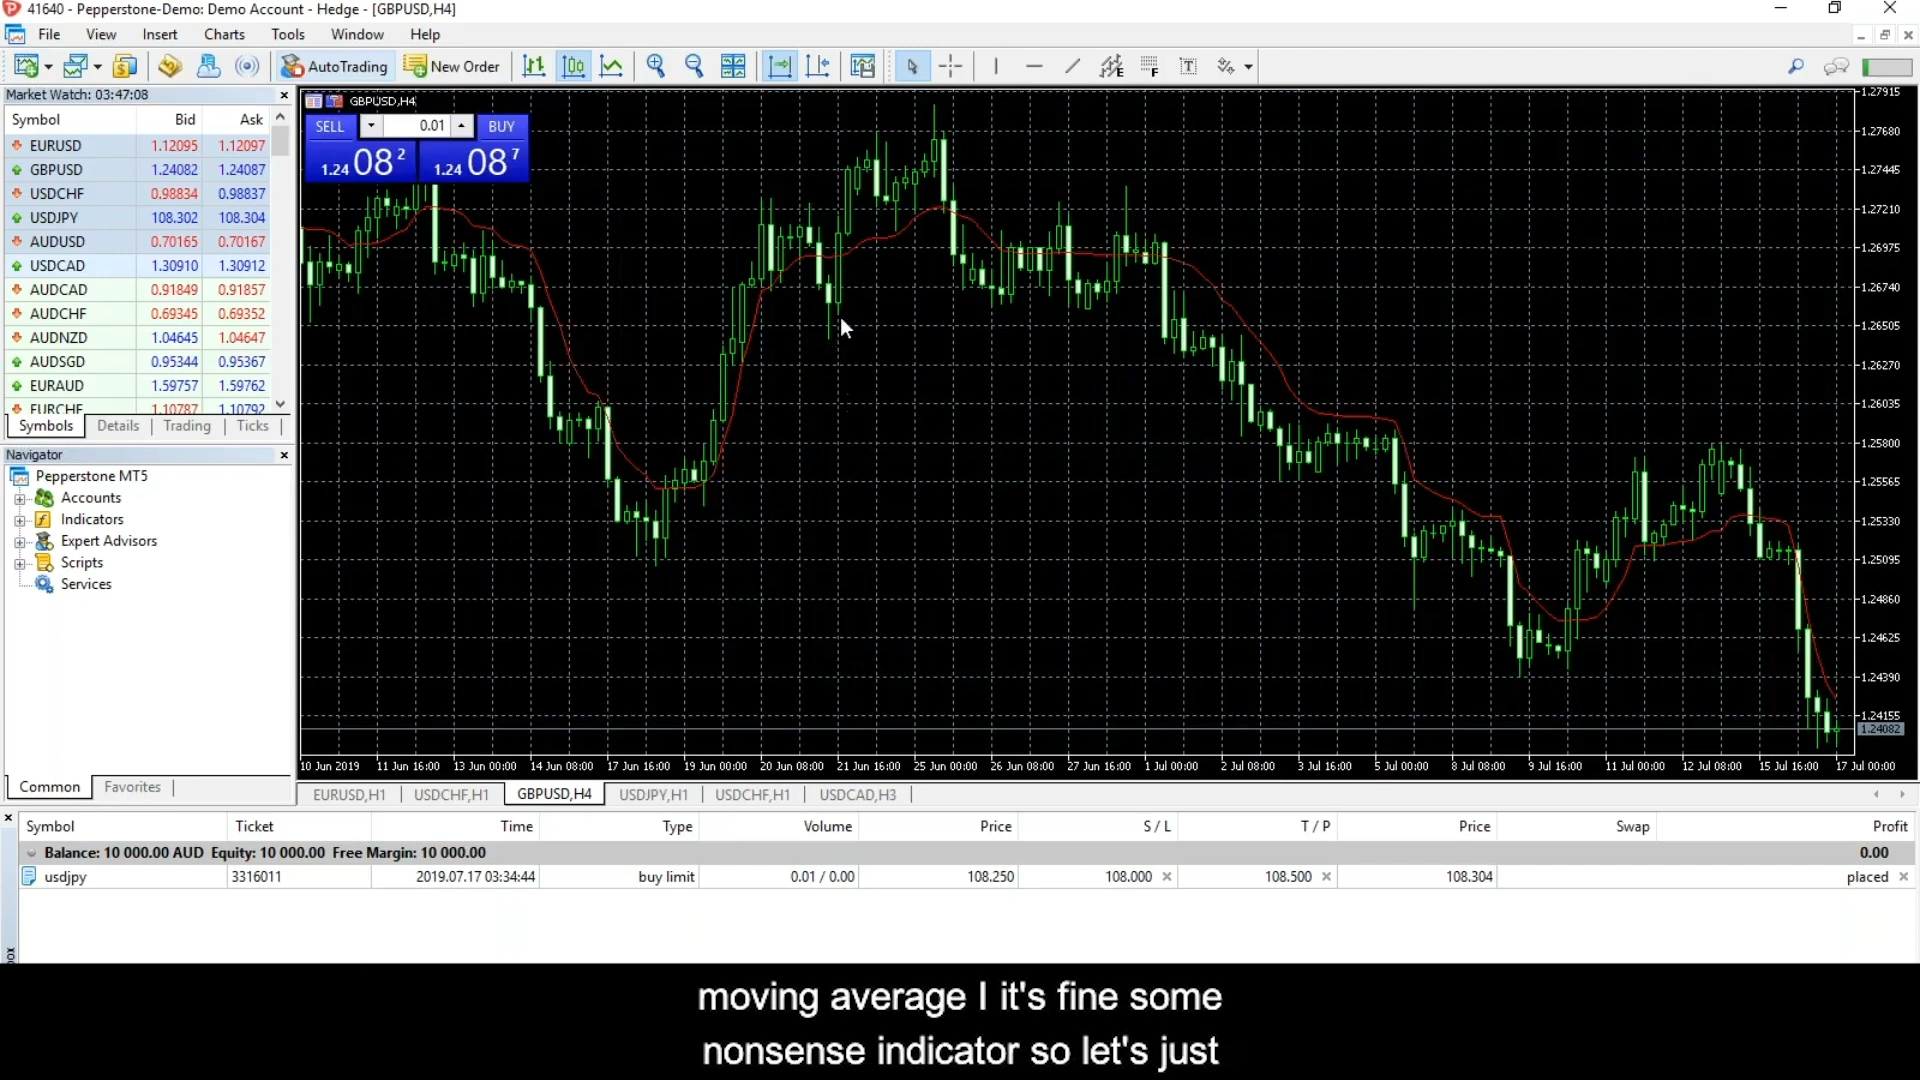 41640 - Pepperstone-Demo: Demo Account - Hedge - [GBPUSD,H4]
File View Insert Charts Tools Window Help
AutoTrading New Order
Market Watch: 03:47:08
Symbol Bid Ask
EURUSD 1.12095 1.12097
GBPUSD 1.24082 1.24087
USDCHF 0.98834 0.98837
USDJPY 108.302 108.304
AUDUSD 0.70165 0.70167
USDCAD 1.30910 1.30912
AUDCAD 0.91849 0.91857
AUDCHF 0.69345 0.69352
AUDNZD 1.04645 1.04647
AUDSGD 0.95344 0.95367
EURAUD 1.59757 1.59762
EURCHF 1.10787 1.10792
Symbols Details Trading Ticks
Navigator
Pepperstone MT5
Accounts
Indicators
Expert Advisors
Scripts
Services
Common Favorites
GBPUSD,H4
SELL 0.01 BUY
1.24 08 2 1.24 08 7
1.27915
1.27680
1.27445
1.27210
1.26975
1.26740
1.26505
1.26270
1.26035
1.25800
1.25565
1.25330
1.25095
1.24860
1.24625
1.24390
1.24155
1.24082
10 Jun 2019 11 Jun 16:00 13 Jun 00:00 14 Jun 08:00 17 Jun 16:00 19 Jun 00:00 20 Jun 08:00 21 Jun 16:00 25 Jun 00:00 26 Jun 08:00 27 Jun 16:00 1 Jul 00:00 2 Jul 08:00 3 Jul 16:00 5 Jul 00:00 8 Jul 08:00 9 Jul 16:00 11 Jul 00:00 12 Jul 08:00 15 Jul 16:00 17 Jul 00:00
EURUSD,H1 USDCHF,H1 GBPUSD,H4 USDJPY,H1 USDCHF,H1 USDCAD,H3
Symbol Ticket Time Type Volume Price S / L T / P Price Swap Profit
Balance: 10 000.00 AUD Equity: 10 000.00 Free Margin: 10 000.00 0.00
usdjpy 3316011 2019.07.17 03:34:44 buy limit 0.01 / 0.00 108.250 108.000 108.500 108.304 placed
moving average I it's fine some
nonsense indicator so let's just